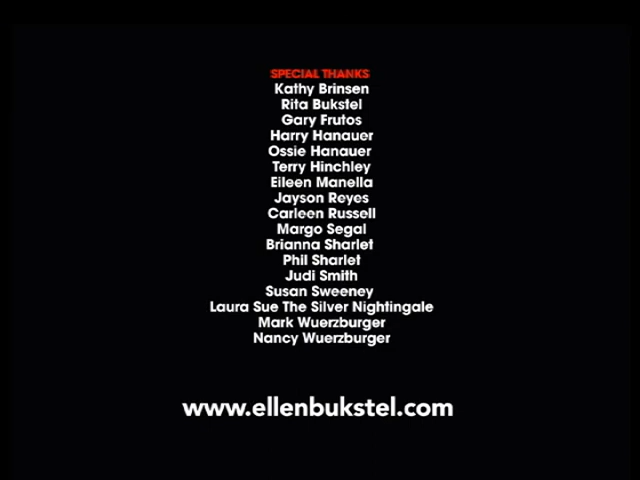 SPECIAL THANKS
Kathy Brinsen
Rita Bukstel
Gary Frutos
Harry Hanauer
Ossie Hanauer
Terry Hinchley
Eileen Manella
Jayson Reyes
Carleen Russell
Margo Segal
Brianna Sharlet
Phil Sharlet
Judi Smith
Susan Sweeney
Laura Sue The Silver Nightingale
Mark Wuerzburger
Nancy Wuerzburger
www.ellenbukstel.com